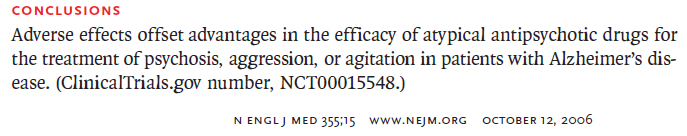 CONCLUSIONS
Adverse effects offset advantages in the efficacy of atypical antipsychotic drugs for
the treatment of psychosis, aggression, or agitation in patients with Alzheimer's dis-
ease. (ClinicalTrials.gov number, NCT00015548.)
N ENGL J MED 355;15 WWW.NEJM.ORG OCTOBER 12, 2006